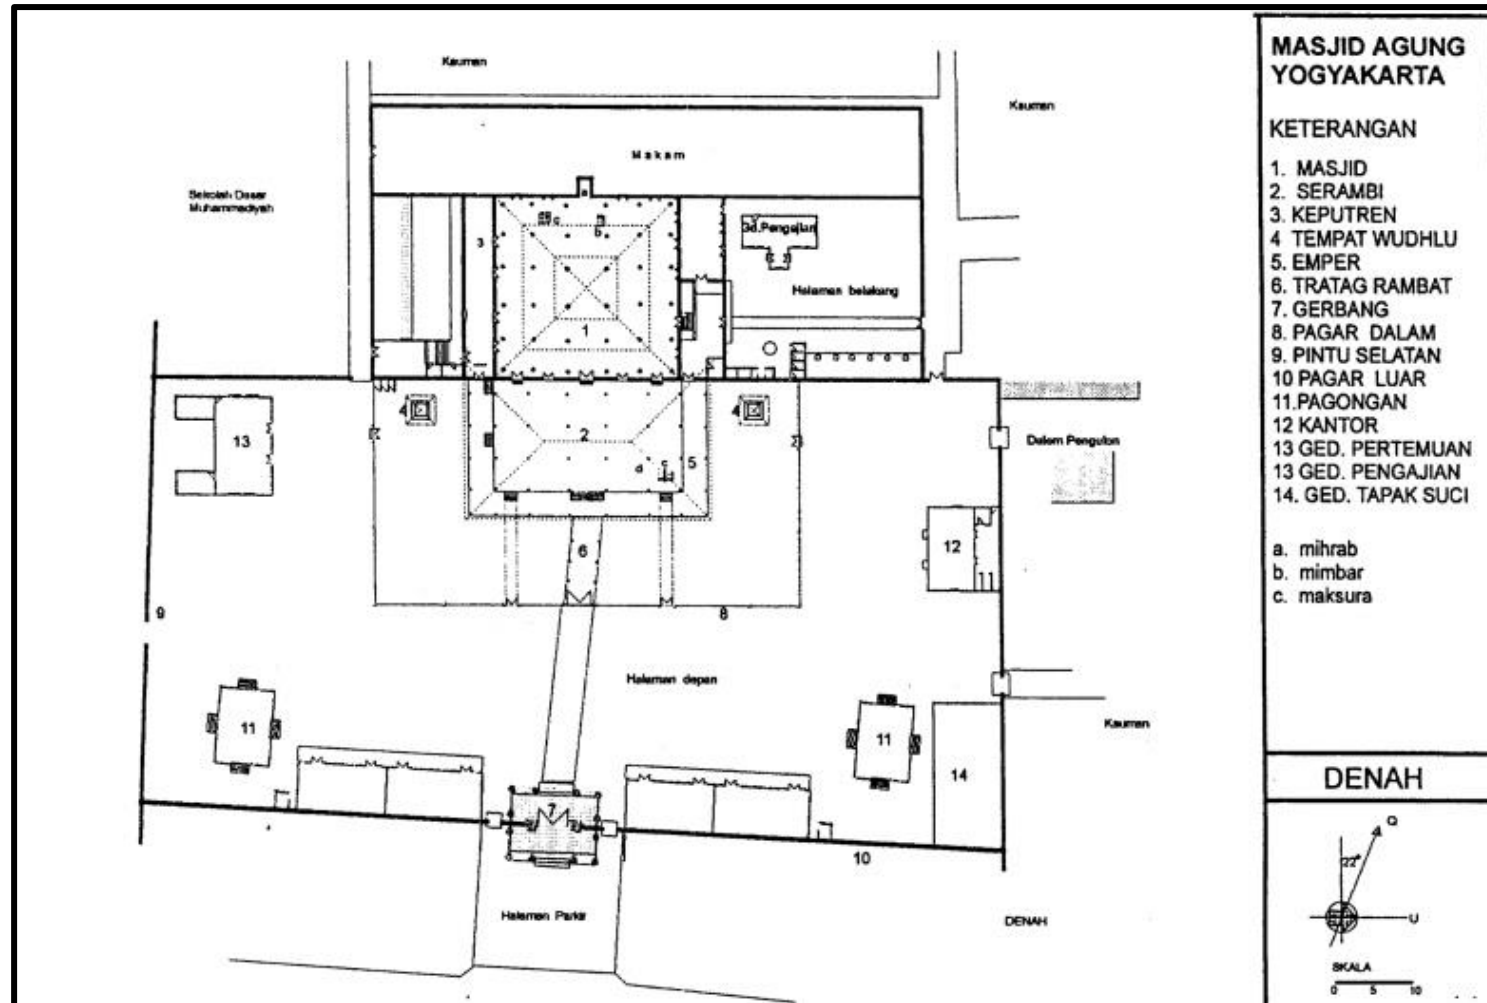 Kauman
Kauman
Makam
Sekolah Dasar
Muhammadiyah
a
c
b
3
Gd.Pengajian
Halaman belakang
1
4
4
13
2
5
d
c
Dalem Pengulon
6
12
9
8
Halaman depan
11
11
14
Kauman
7
10
Halaman Parkir
DENAH
MASJID AGUNG
YOGYAKARTA
KETERANGAN
1. MASJID
2. SERAMBI
3. KEPUTREN
4 TEMPAT WUDHLU
5. EMPER
6. TRATAG RAMBAT
7. GERBANG
8. PAGAR DALAM
9. PINTU SELATAN
10 PAGAR LUAR
11.PAGONGAN
12 KANTOR
13 GED. PERTEMUAN
13 GED. PENGAJIAN
14. GED. TAPAK SUCI
a. mihrab
b. mimbar
c. maksura
DENAH
Q
22°
U
SKALA
0 5 10